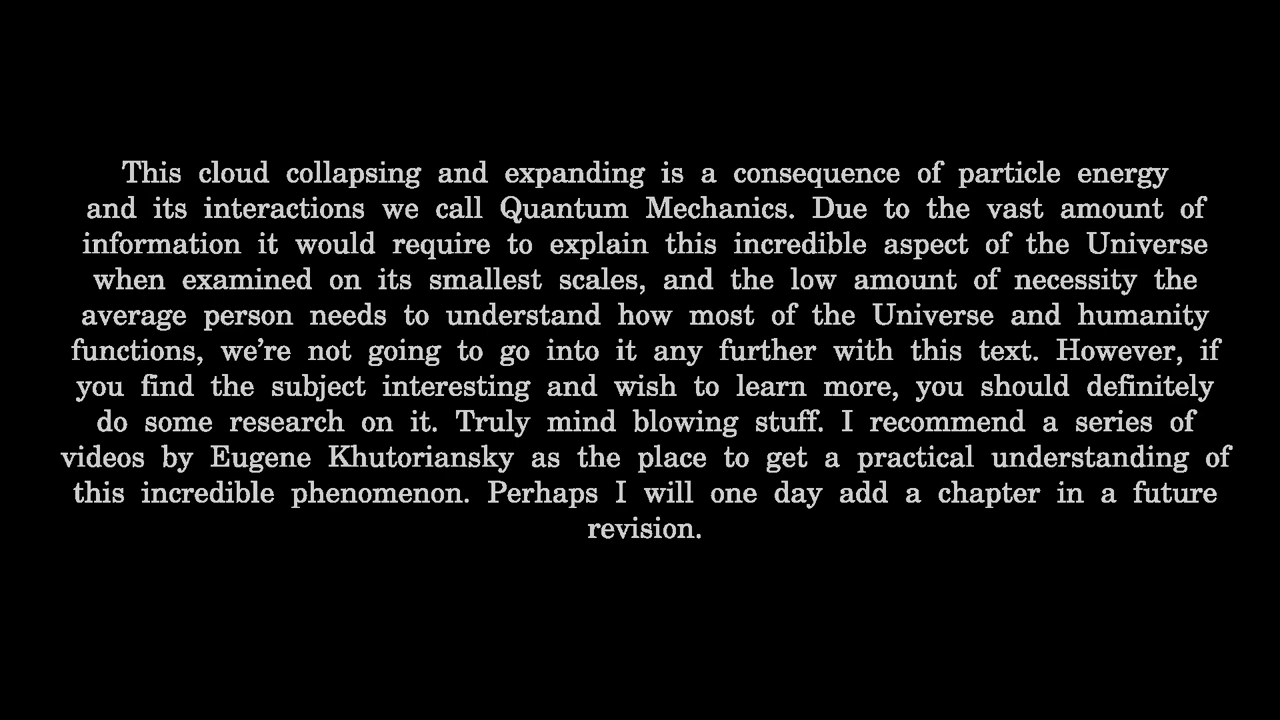 This cloud collapsing and expanding is a consequence of particle energy
and its interactions we call Quantum Mechanics. Due to the vast amount of
information it would require to explain this incredible aspect of the Universe
when examined on its smallest scales, and the low amount of necessity the
average person needs to understand how most of the Universe and humanity
functions, we’re not going to go into it any further with this text. However, if
you find the subject interesting and wish to learn more, you should definitely
do some research on it. Truly mind blowing stuff. I recommend a series of
videos by Eugene Khutoriansky as the place to get a practical understanding of
this incredible phenomenon. Perhaps I will one day add a chapter in a future
revision.